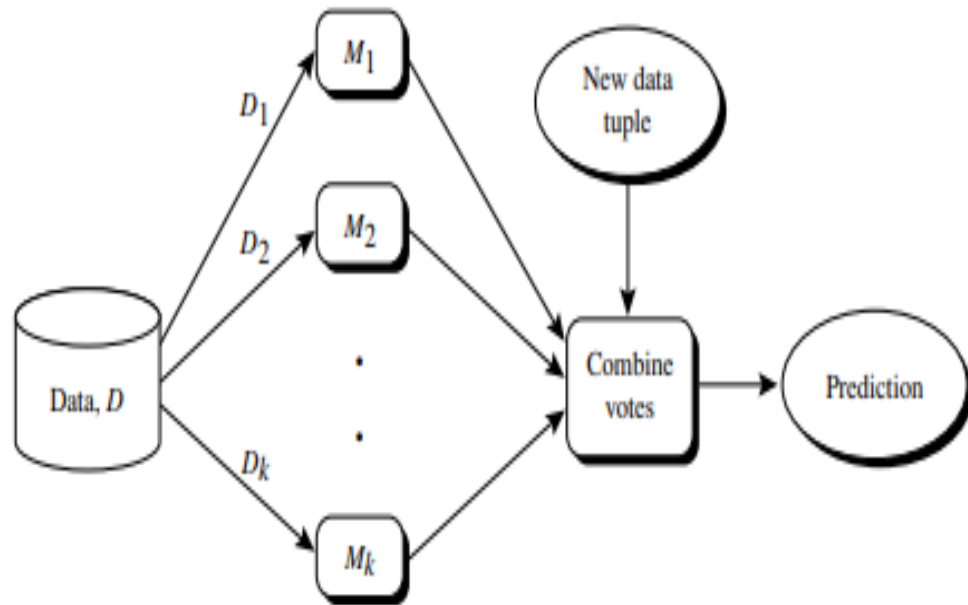 M1
New data
tuple
D1
M2
D2
Combine
votes
Data, D
Prediction
Dk
Mk